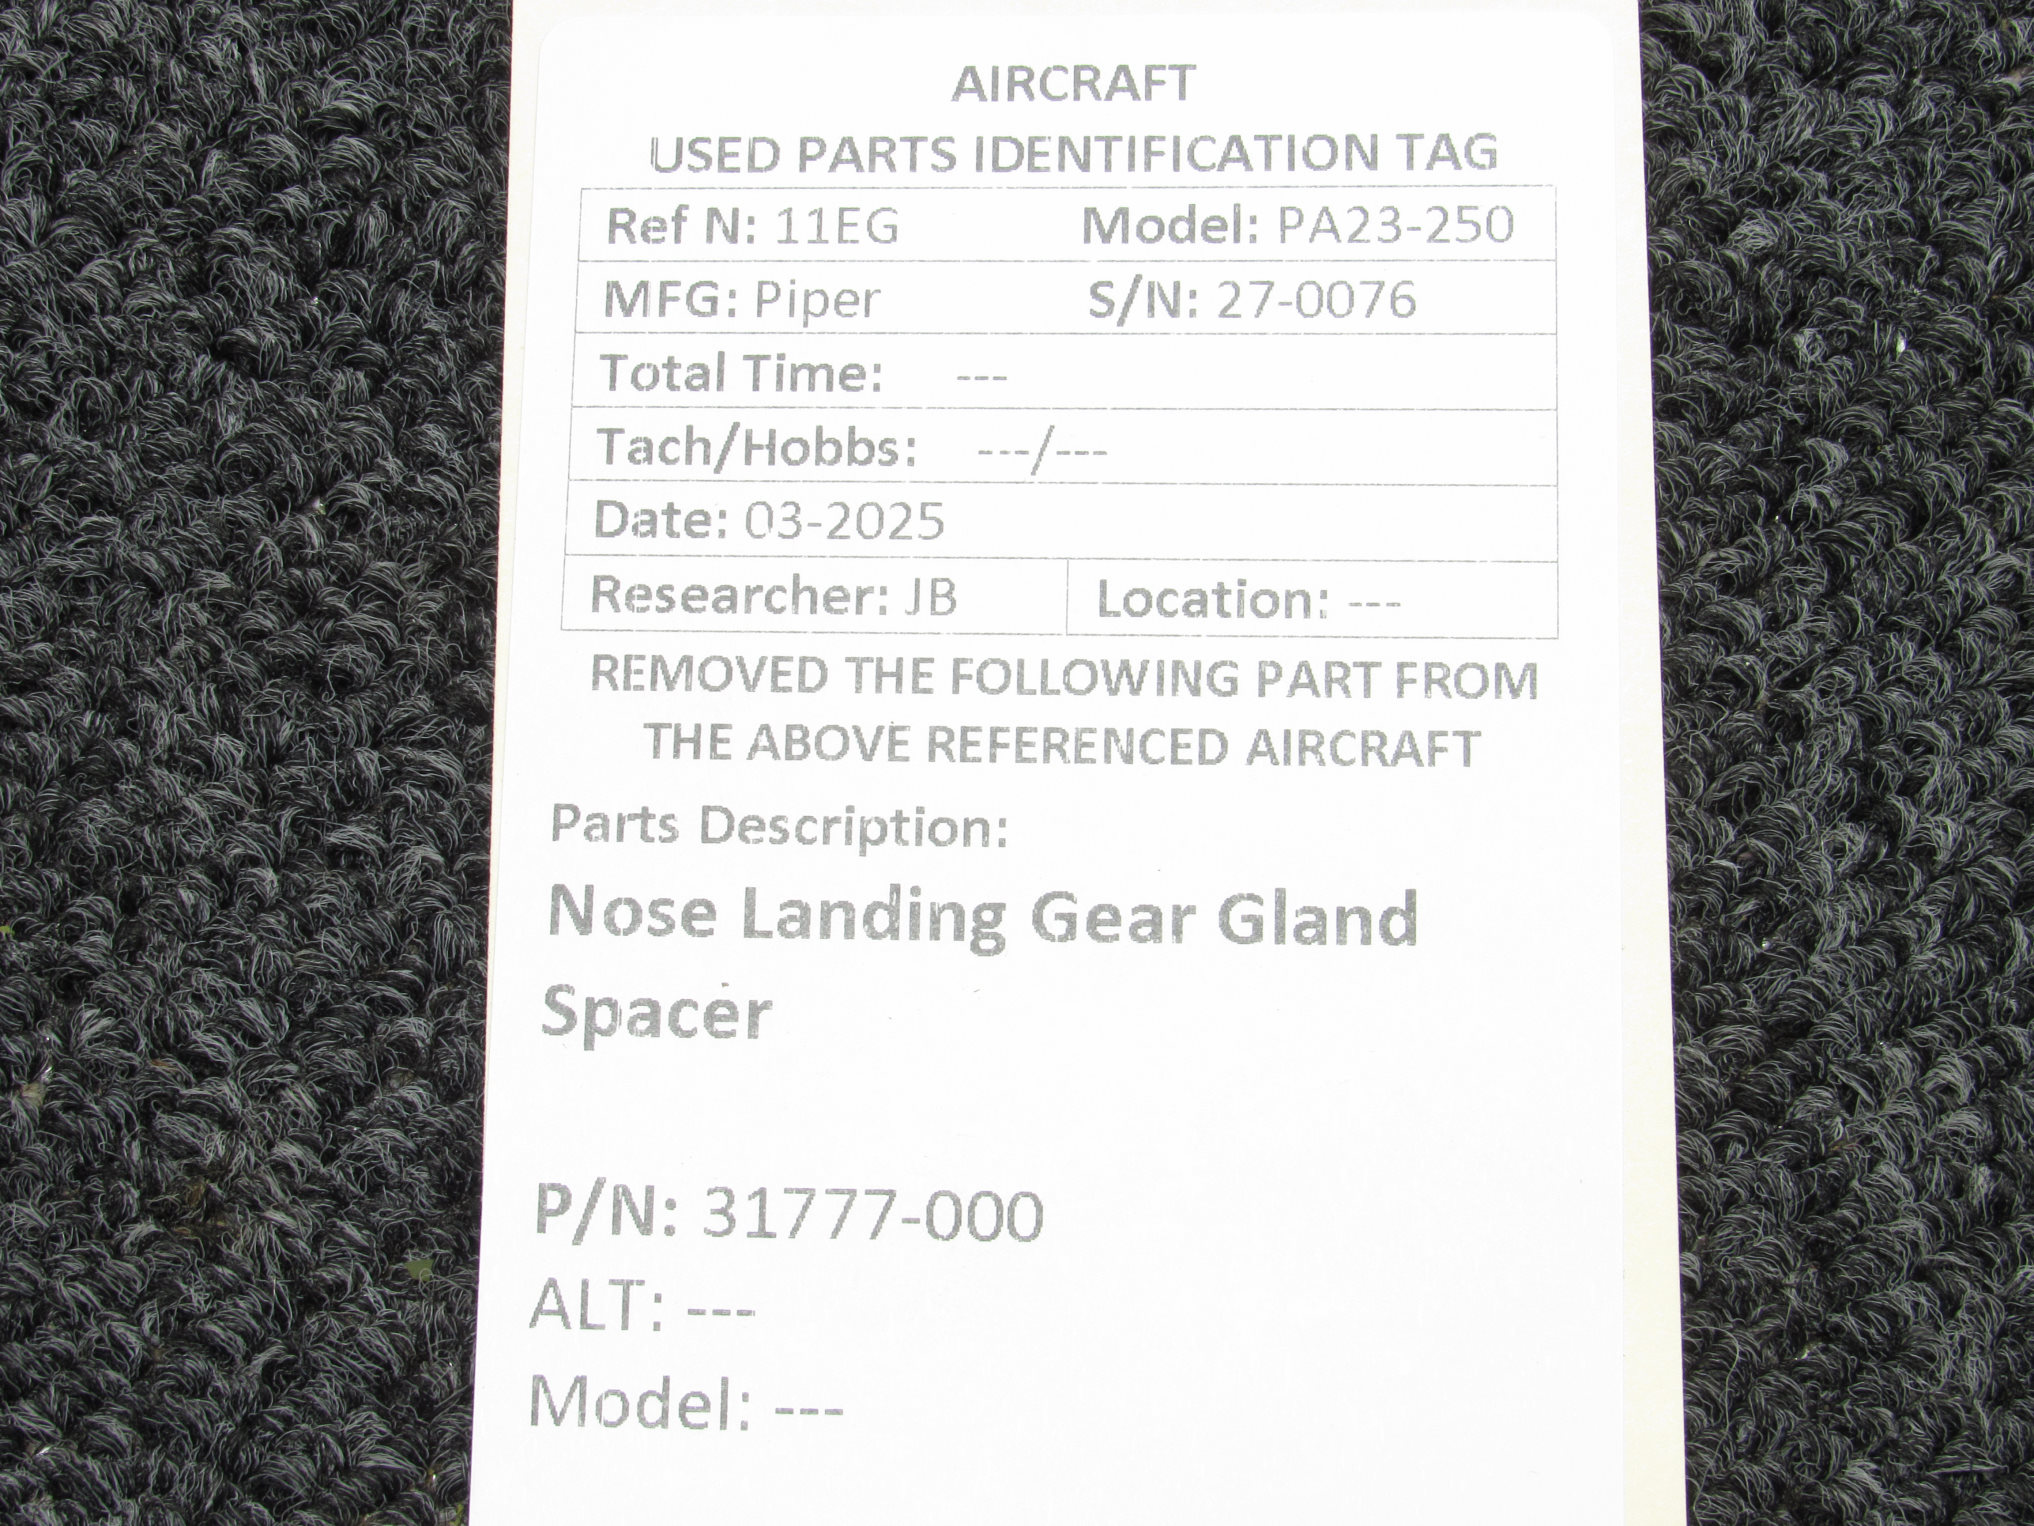 AIRCRAFT
USED PARTS IDENTIFICATION TAG
Ref N: 11EG Model: PA23-250
MFG: Piper S/N: 27-0076
Total Time: ---
Tach/Hobbs: ---/---
Date: 03-2025
Researcher: JB Location: ---
REMOVED THE FOLLOWING PART FROM
THE ABOVE REFERENCED AIRCRAFT
Parts Description:
Nose Landing Gear Gland
Spacer
P/N: 31777-000
ALT: ---
Model: ---